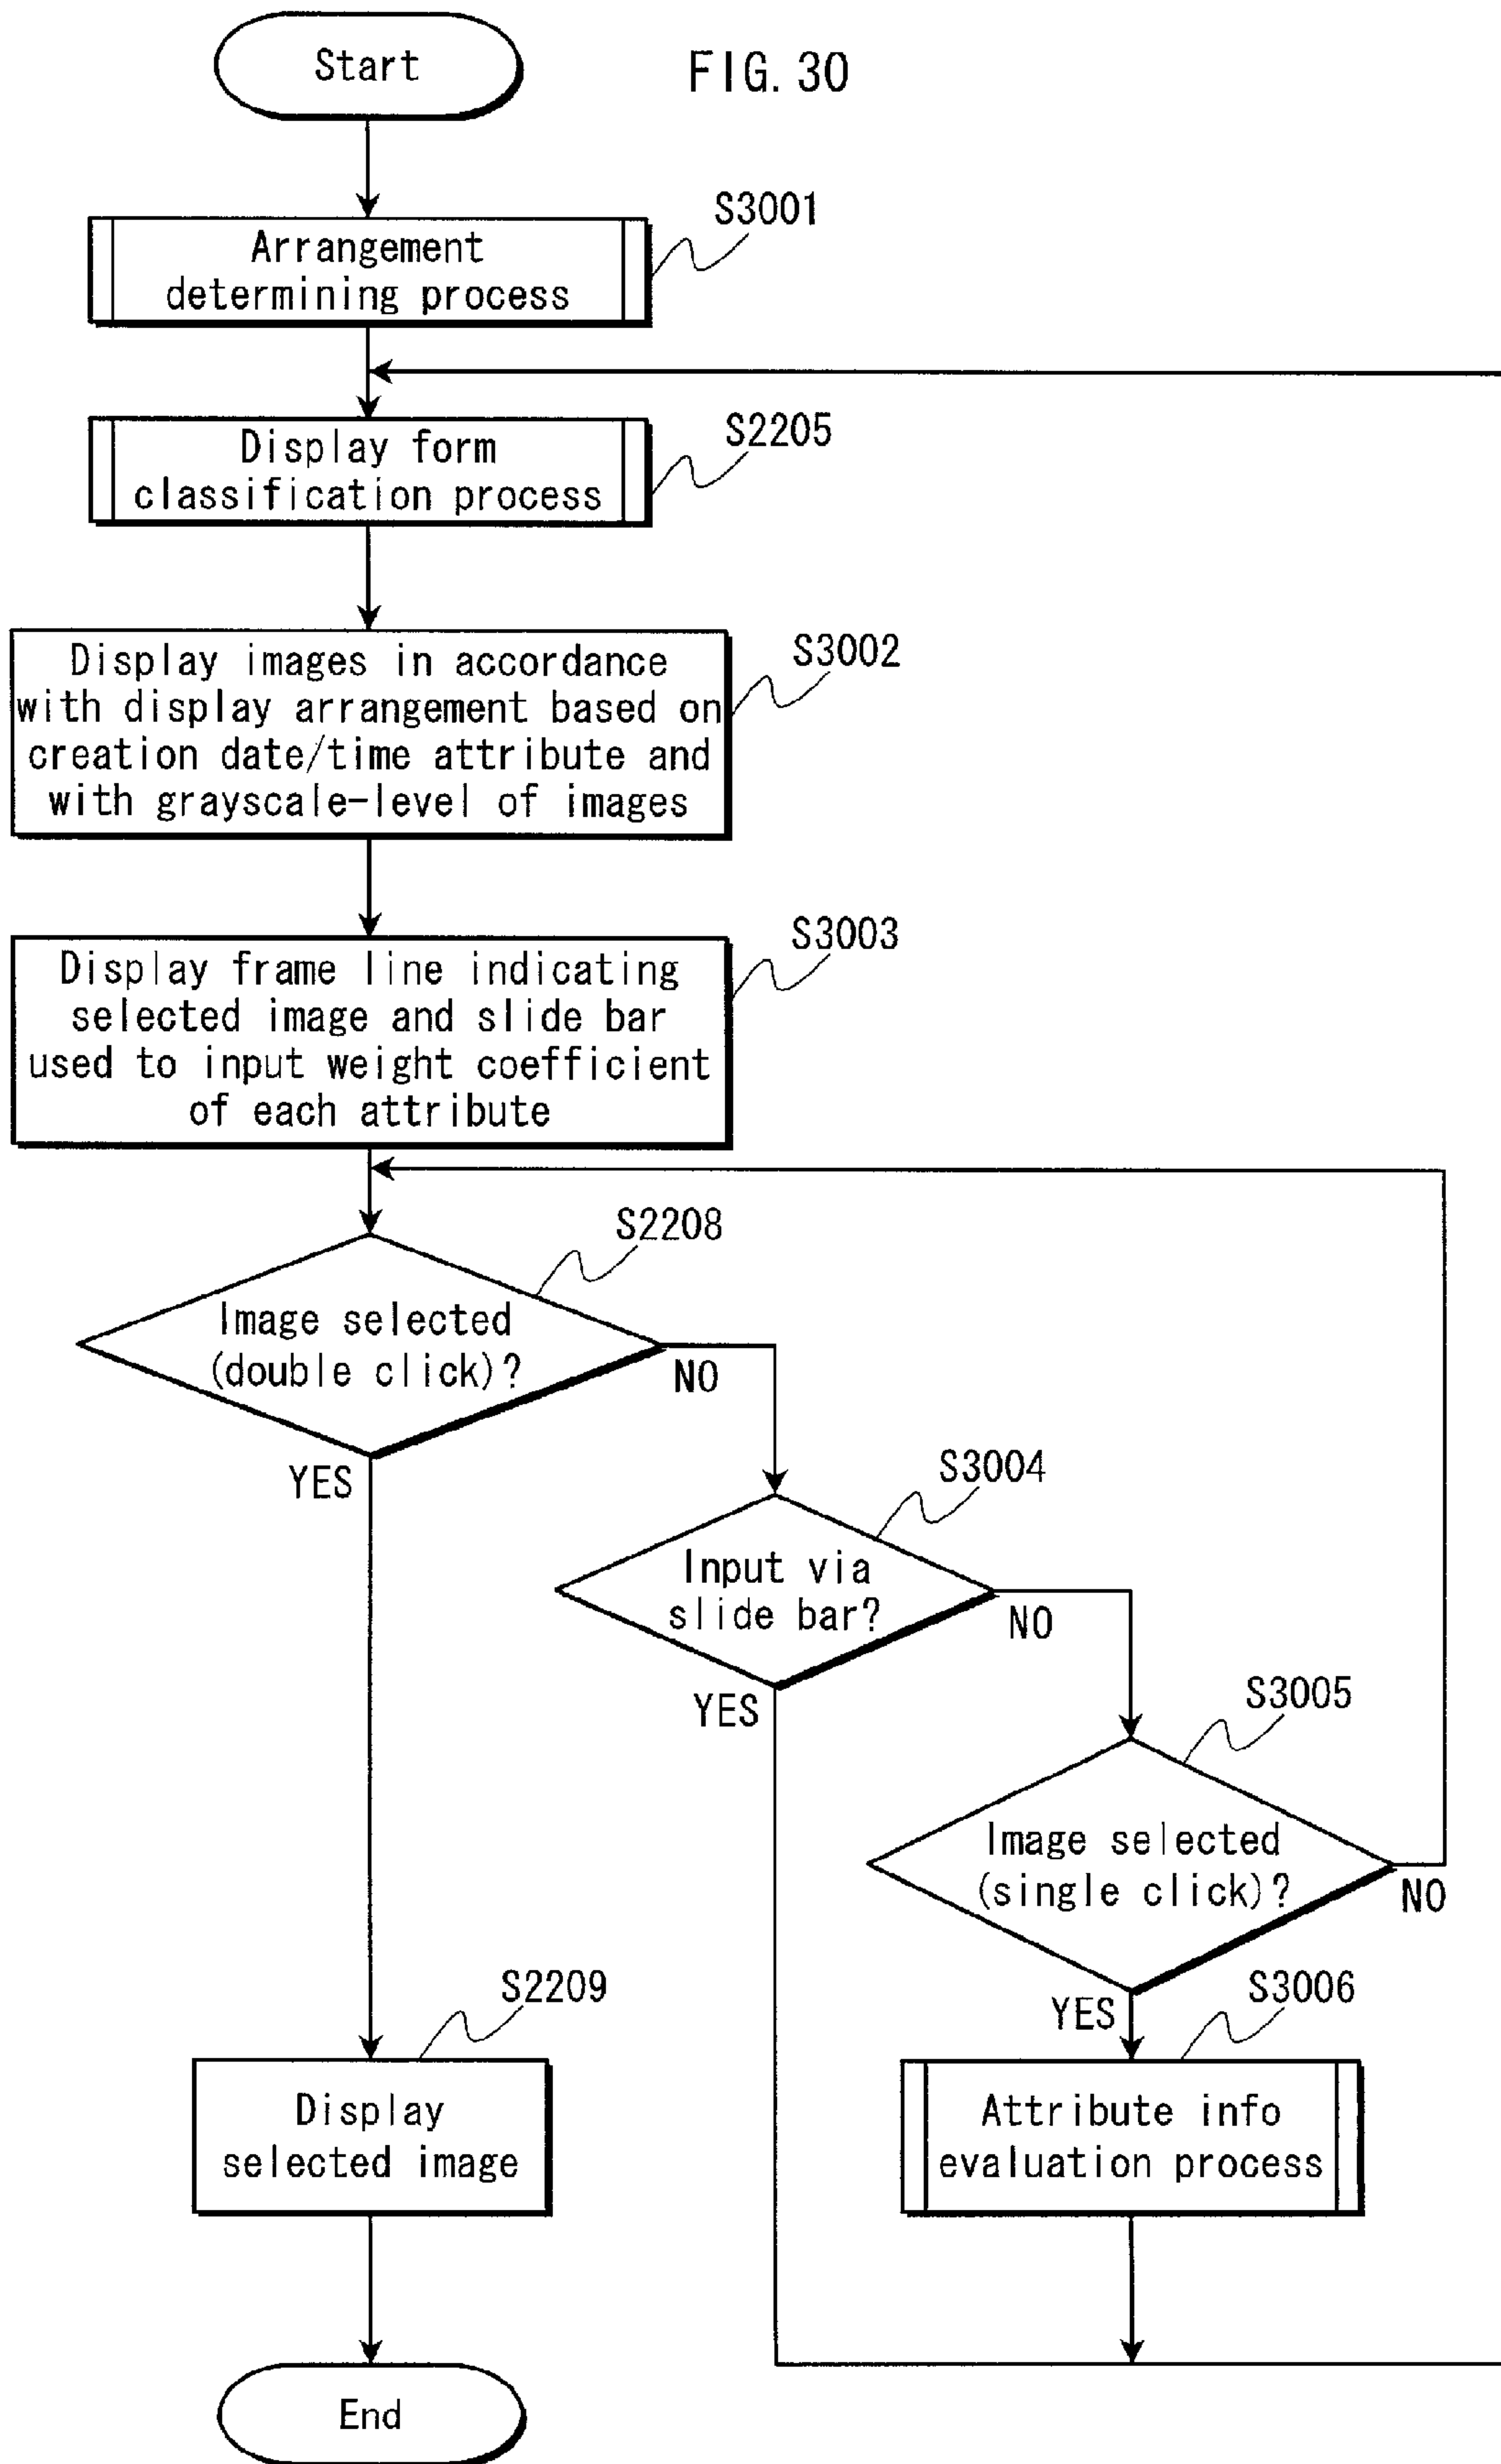 Start
FIG. 30
S3001
Arrangement
determining process
S2205
Display form
classification process
S3002
Display images in accordance
with display arrangement based on
creation date/time attribute and
with grayscale-level of images
S3003
Display frame line indicating
selected image and slide bar
used to input weight coefficient
of each attribute
S2208
Image selected
(double click)?
NO
YES
S3004
Input via
slide bar?
NO
YES
S3005
Image selected
(single click)?
NO
YES
S2209
S3006
Display
selected image
Attribute info
evaluation process
End